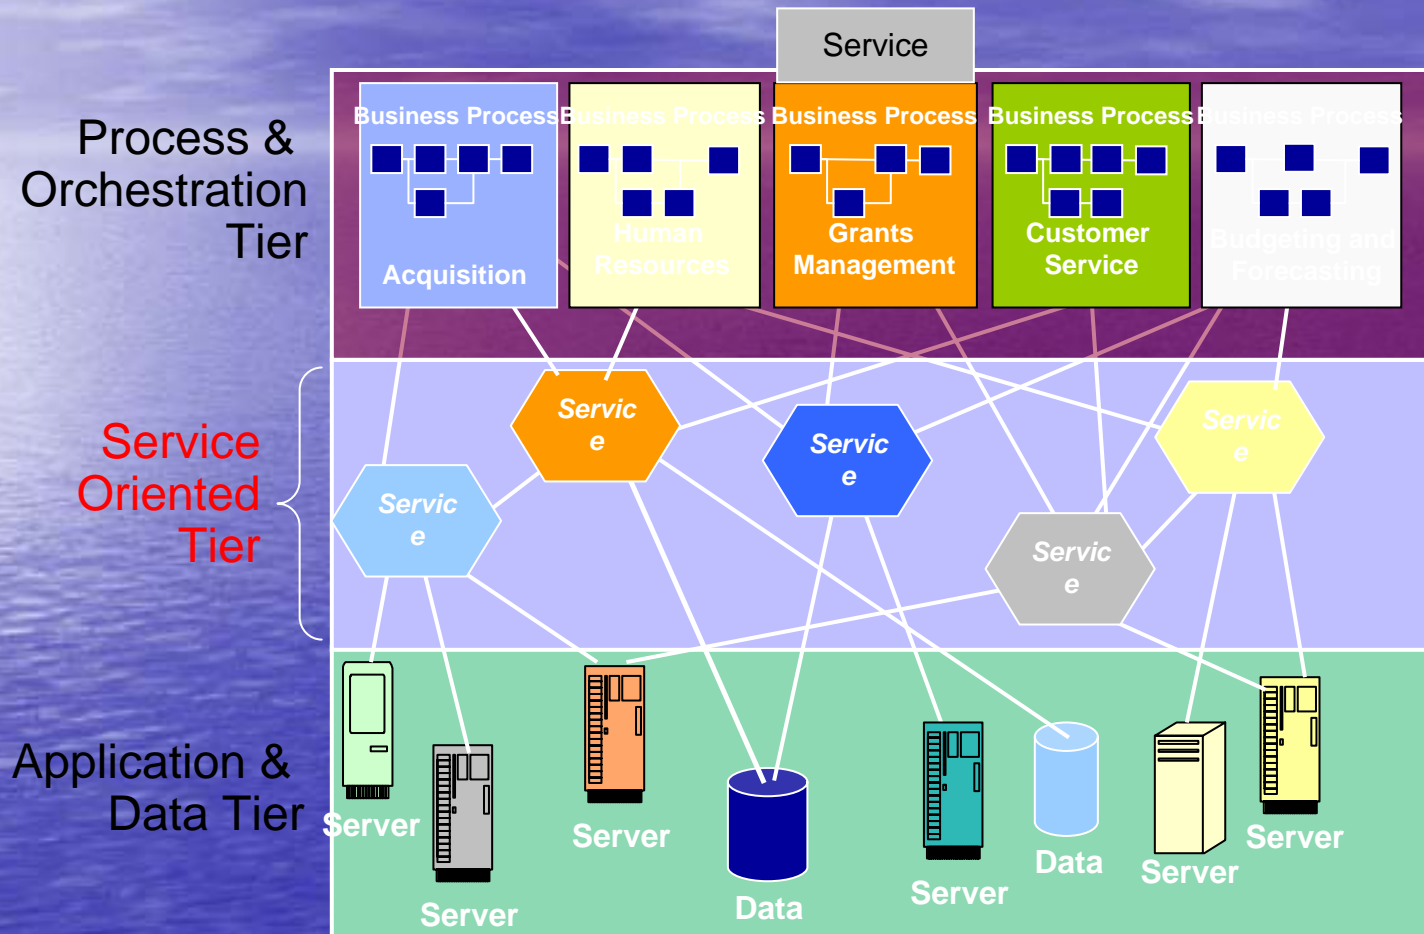 Service
Process &
Orchestration
Tier
Business Process
Acquisition
Business Process
Human
Resources
Business Process
Grants
Management
Business Process
Customer
Service
Business Process
Budgeting and
Forecasting
Service
Oriented
Tier
Servic
e
Servic
e
Servic
e
Servic
e
Servic
e
Application &
Data Tier
Server
Server
Server
Data
Server
Data
Server
Server